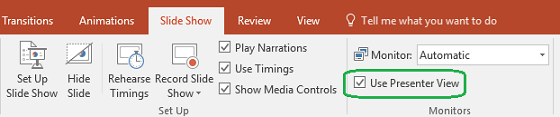 Transitions Animations Slide Show Review View Tell me what you want to do
Set Up Slide Show
Hide Slide
Rehearse Timings
Record Slide Show
Play Narrations
Use Timings
Show Media Controls
Set Up
Monitor: Automatic
Use Presenter View
Monitors